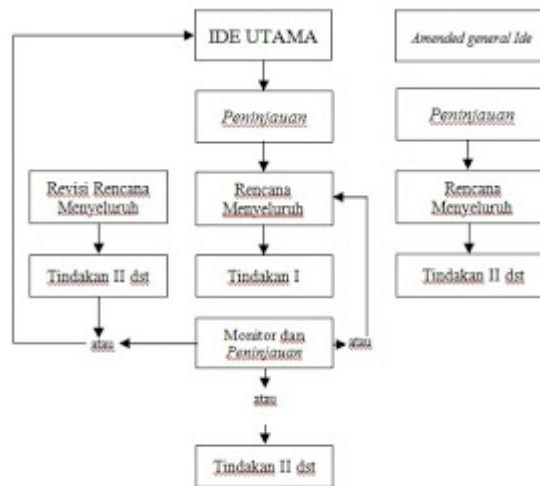 IDE UTAMA
Amended general Ide
Peninjauan
Peninjauan
Revisi Rencana
Menyeluruh
Rencana
Menyeluruh
Rencana
Menyeluruh
Tindakan II dst
Tindakan I
Tindakan II dst
atau
Monitor dan
Peninjauan
atau
atau
Tindakan II dst